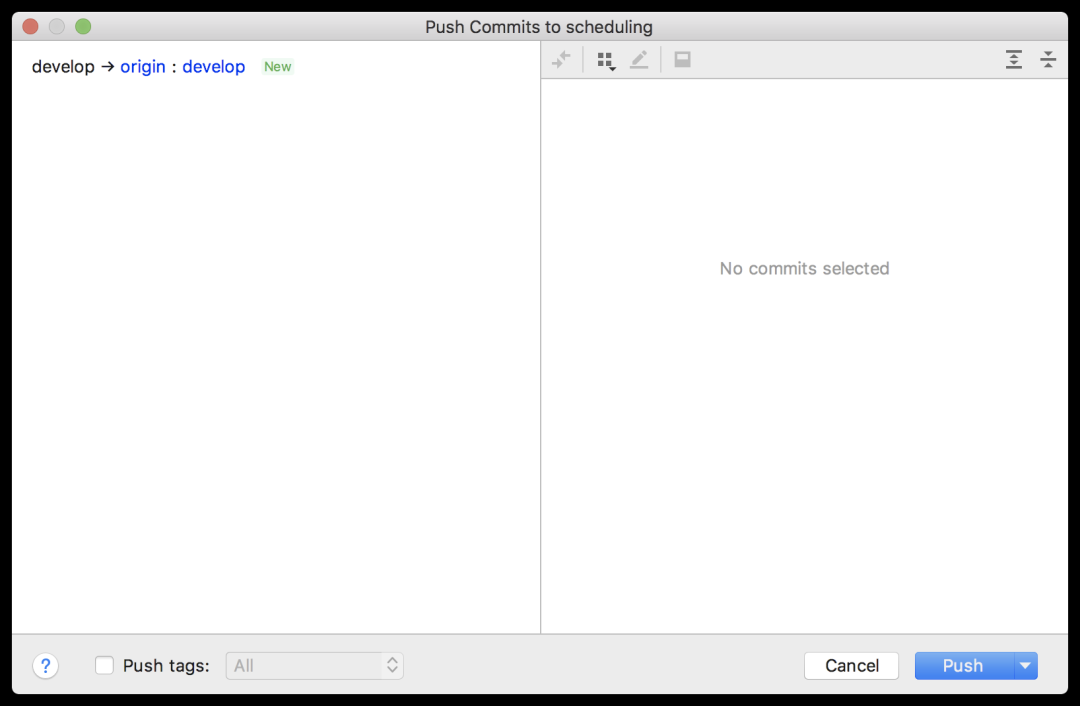 Push Commits to scheduling
develop → origin : develop New
No commits selected
? Push tags: All Cancel Push